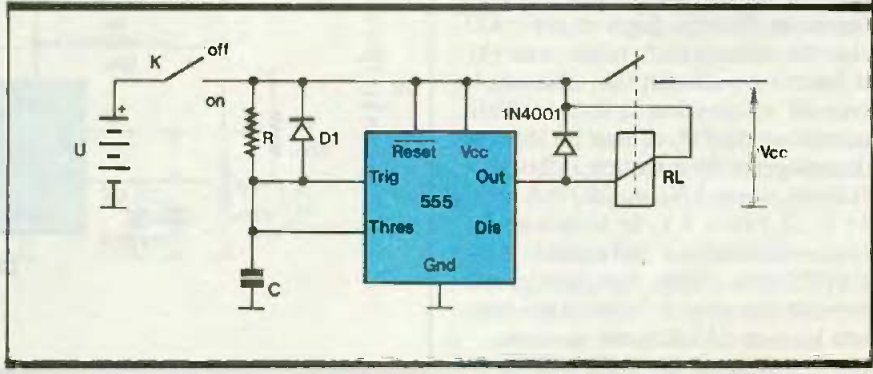 K
off
on
U
+
R
D1
Reset
Vcc
Trig
Out
555
Thres
Dis
Gnd
C
1N4001
RL
Vcc